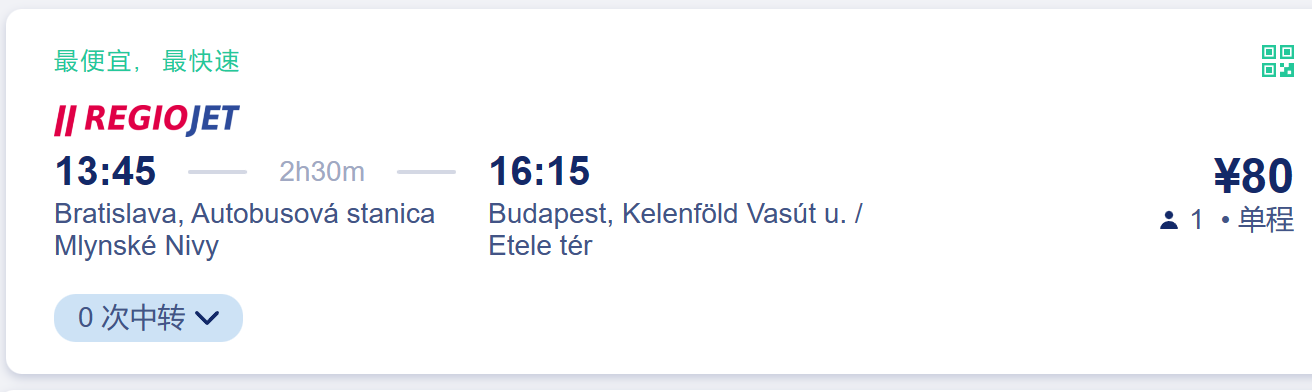 最便宜， 最快速
REGIOJET
13:45 2h30m 16:15 ¥80
Bratislava, Autobusová stanica Budapest, Kelenföld Vasút u. / 1 • 单程
Mlynské Nivy Etele tér
0 次中转